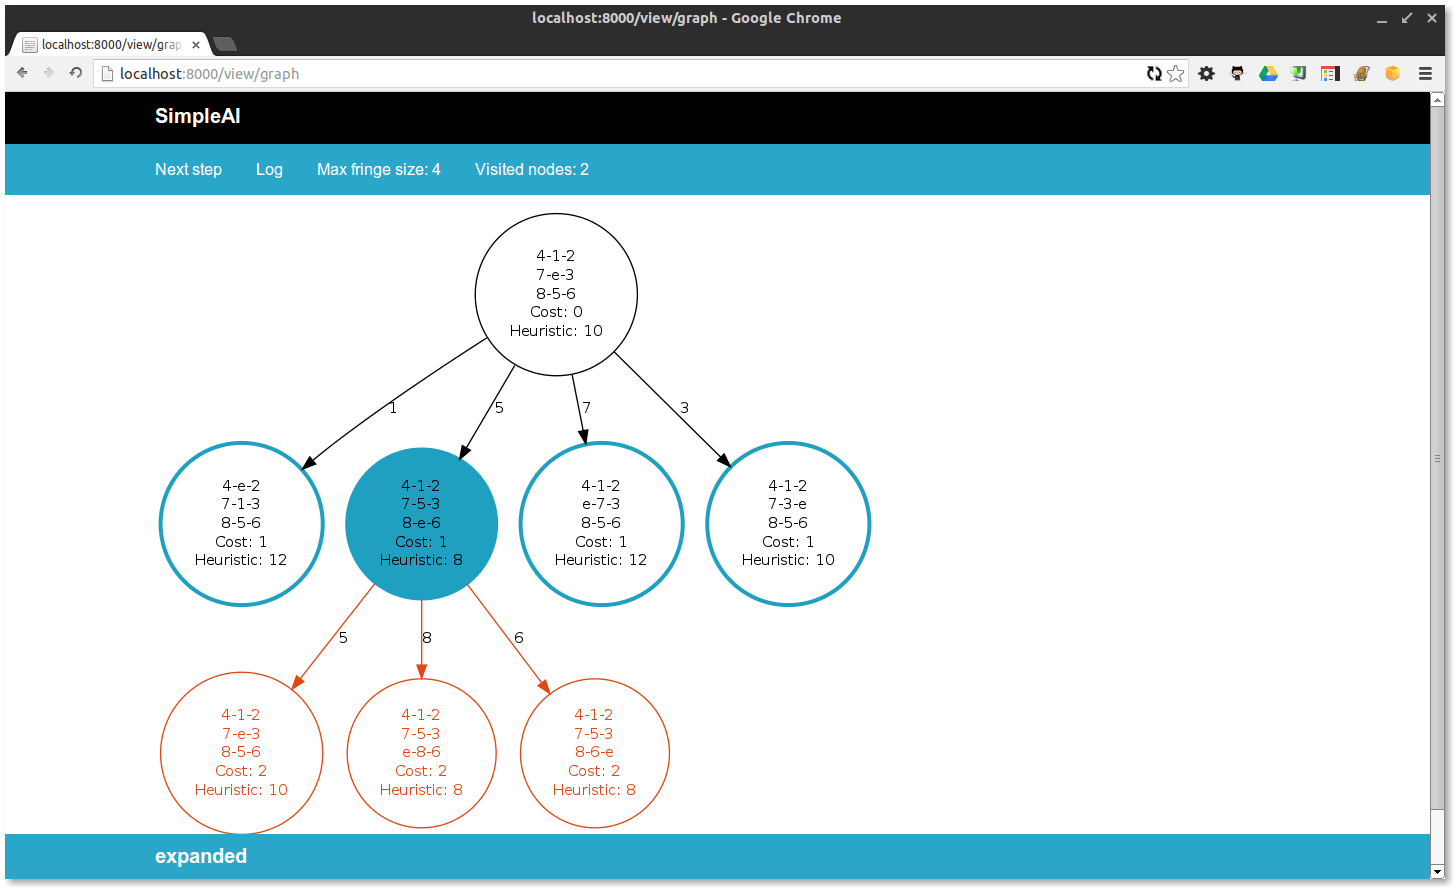 localhost:8000/view/graph - Google Chrome
localhost:8000/view/grap
localhost:8000/view/graph
SimpleAI
Next step Log Max fringe size: 4 Visited nodes: 2
4-1-2
7-e-3
8-5-6
Cost: 0
Heuristic: 10
1 5 7 3
4-e-2
7-1-3
8-5-6
Cost: 1
Heuristic: 12
4-1-2
7-5-3
8-e-6
Cost: 1
Heuristic: 8
4-1-2
e-7-3
8-5-6
Cost: 1
Heuristic: 12
4-1-2
7-3-e
8-5-6
Cost: 1
Heuristic: 10
5 8 6
4-1-2
7-e-3
8-5-6
Cost: 2
Heuristic: 10
4-1-2
7-5-3
e-8-6
Cost: 2
Heuristic: 8
4-1-2
7-5-3
8-6-e
Cost: 2
Heuristic: 8
expanded